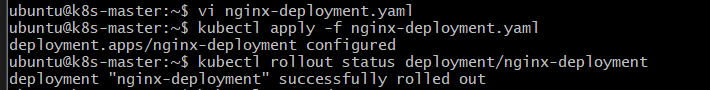 ubuntu@k8s-master:~$ vi nginx-deployment.yaml
ubuntu@k8s-master:~$ kubectl apply -f nginx-deployment.yaml
deployment.apps/nginx-deployment configured
ubuntu@k8s-master:~$ kubectl rollout status deployment/nginx-deployment
deployment "nginx-deployment" successfully rolled out